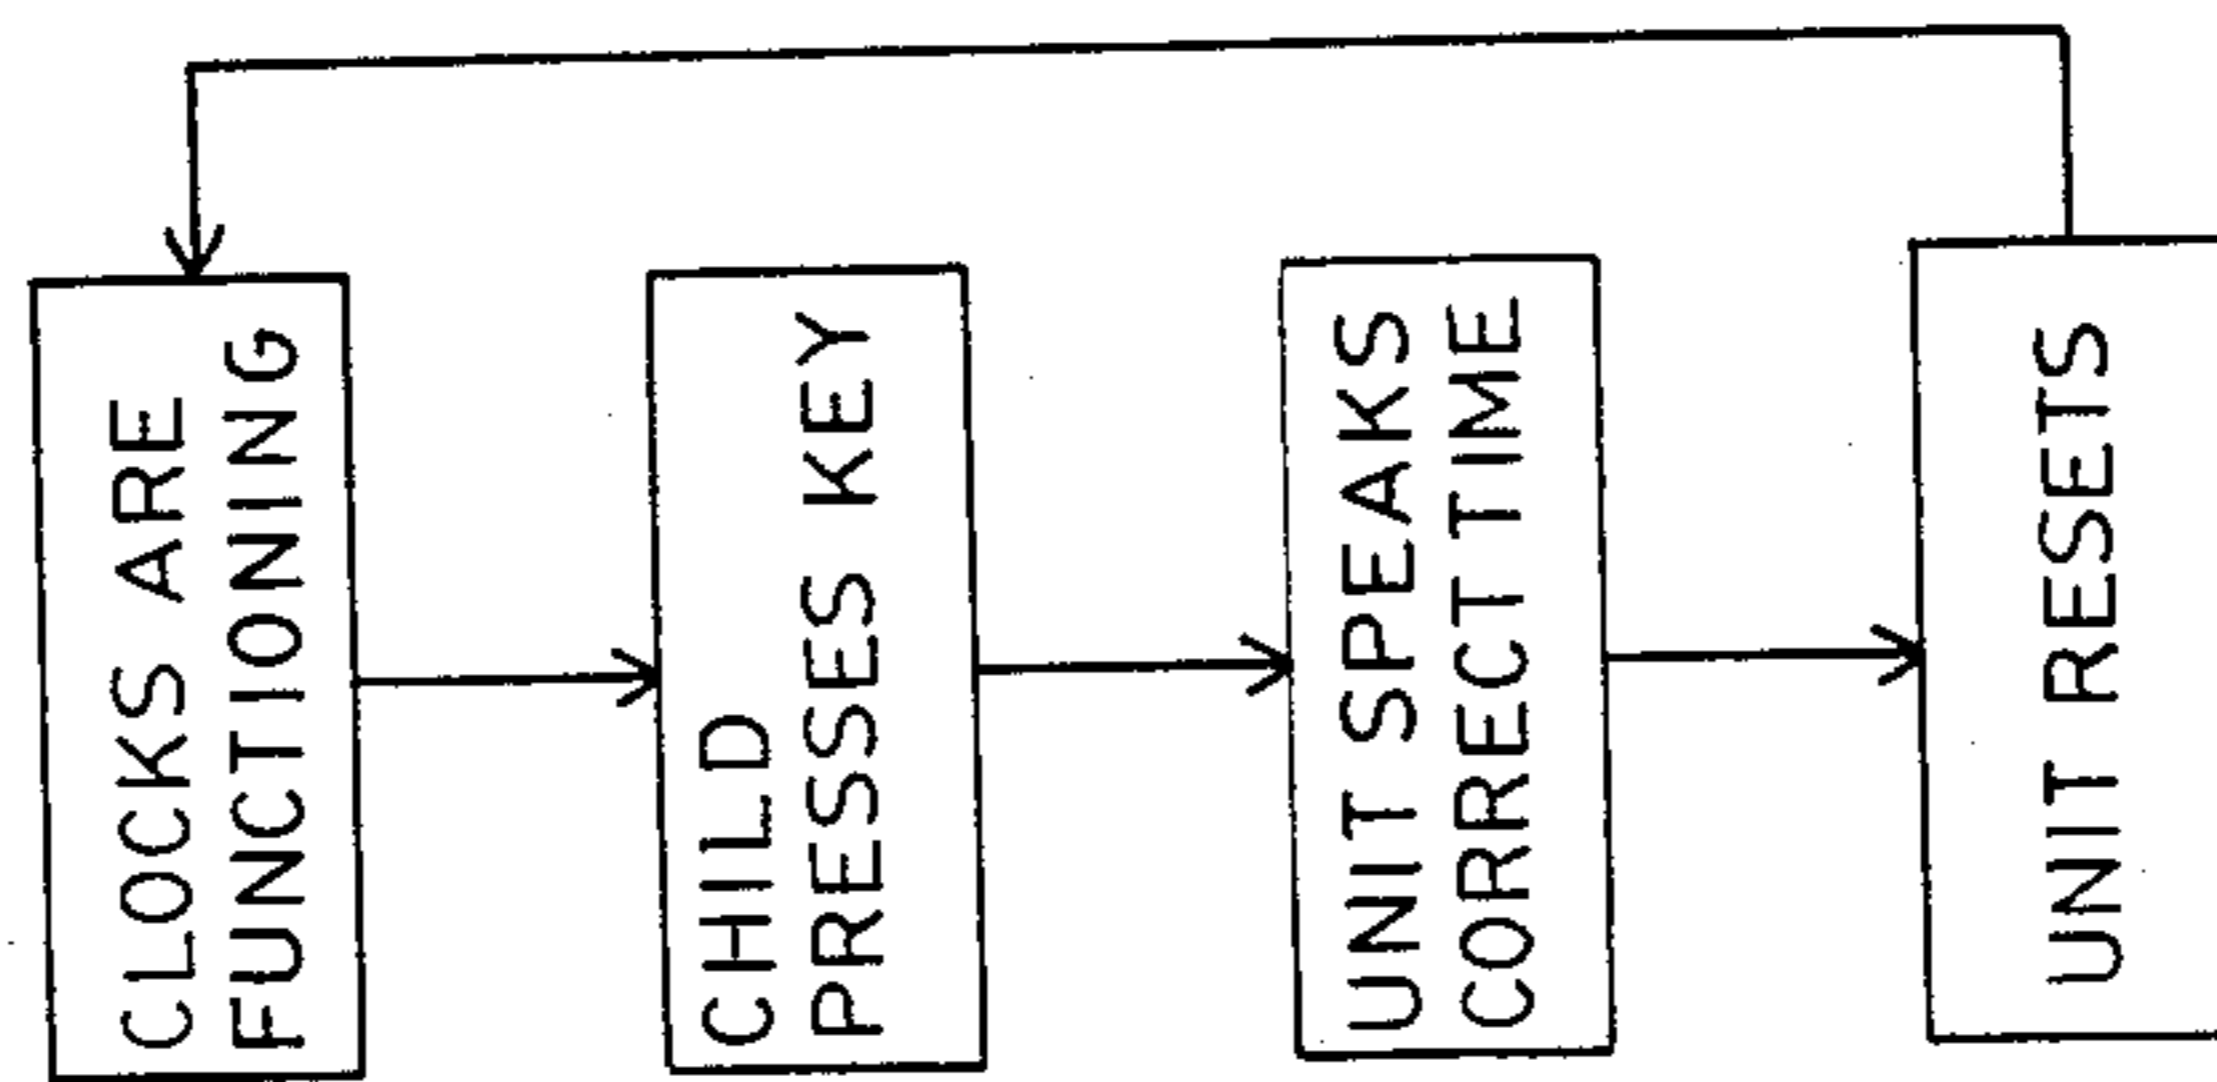 CLOCKS ARE
FUNCTIONING
CHILD
PRESSES KEY
UNIT SPEAKS
CORRECT TIME
UNIT RESETS